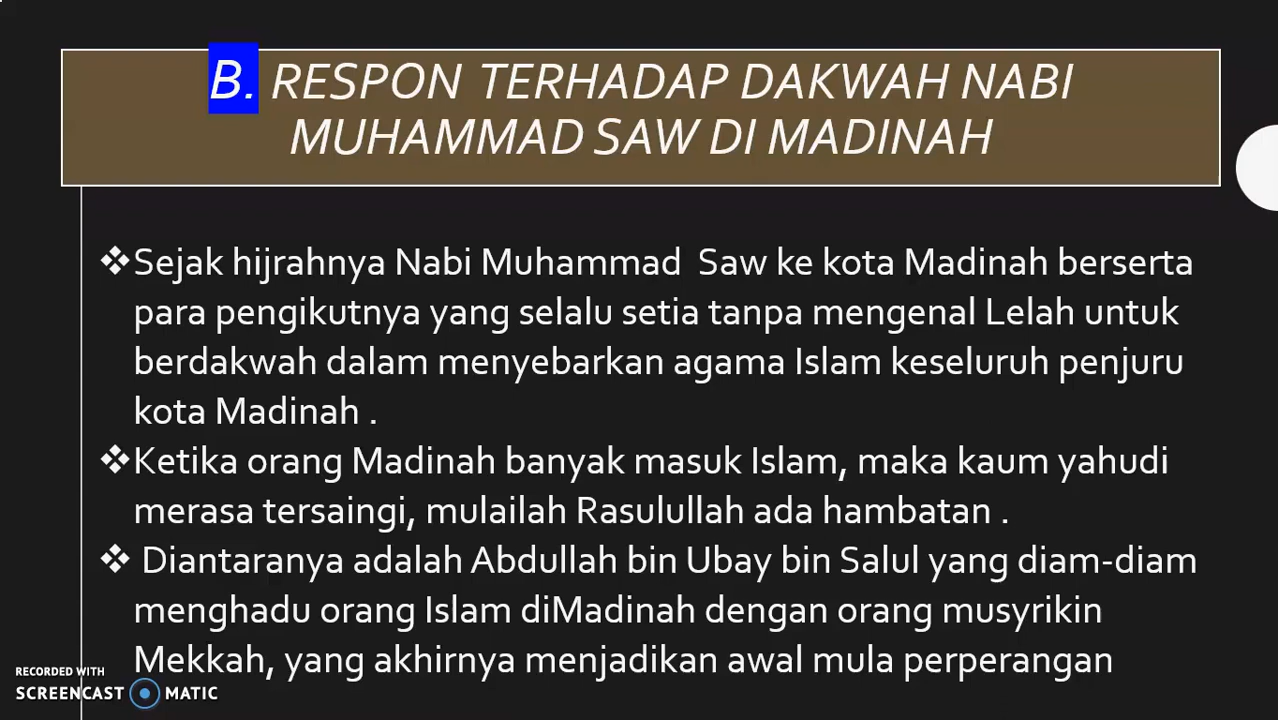 B. RESPON TERHADAP DAKWAH NABI
MUHAMMAD SAW DI MADINAH
❖Sejak hijrahnya Nabi Muhammad Saw ke kota Madinah berserta
para pengikutnya yang selalu setia tanpa mengenal Lelah untuk
berdakwah dalam menyebarkan agama Islam keseluruh penjuru
kota Madinah .
❖Ketika orang Madinah banyak masuk Islam, maka kaum yahudi
merasa tersaingi, mulailah Rasulullah ada hambatan .
❖ Diantaranya adalah Abdullah bin Ubay bin Salul yang diam-diam
menghadu orang Islam diMadinah dengan orang musyrikin
Mekkah, yang akhirnya menjadikan awal mula perperangan
RECORDED WITH
SCREENCAST MATIC